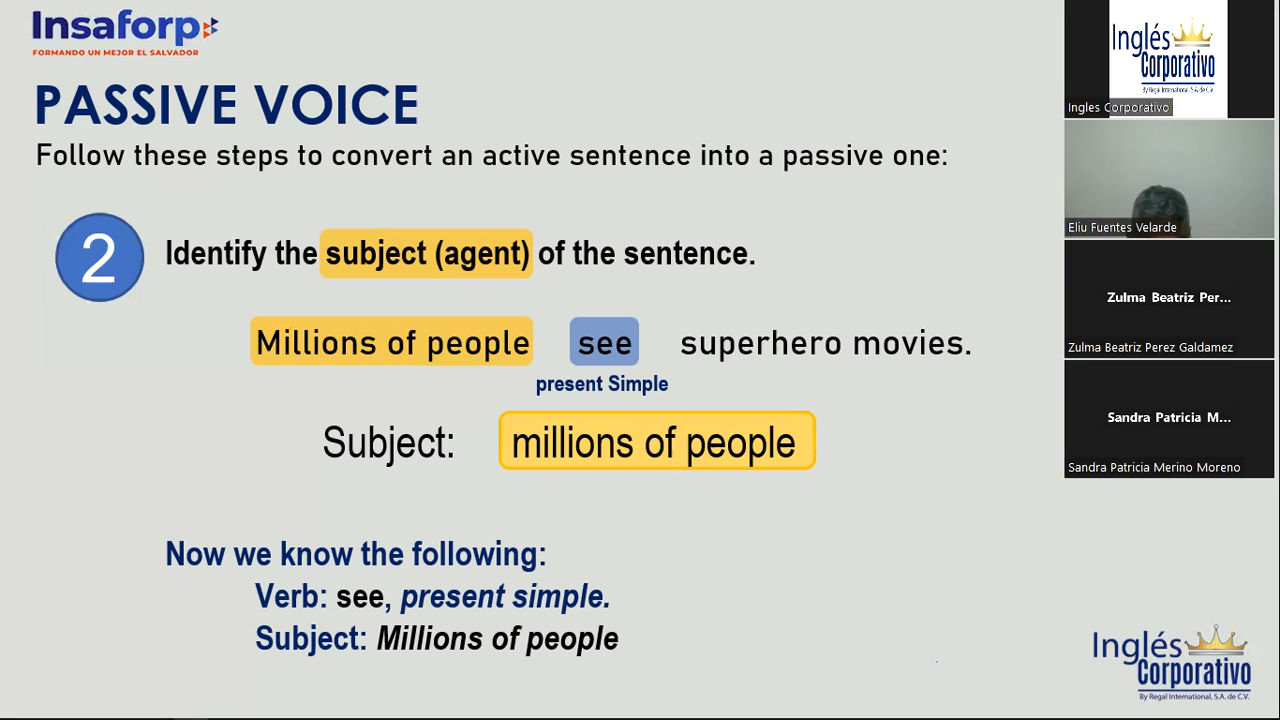 Insaforp
FORMANDO UN MEJOR EL SALVADOR
PASSIVE VOICE
Follow these steps to convert an active sentence into a passive one:
2 Identify the subject (agent) of the sentence.
Millions of people see superhero movies.
present Simple
Subject: millions of people
Now we know the following:
Verb: see, present simple.
Subject: Millions of people
Inglés
Corporativo
By Regal International, S.A. de C.V.
Ingles Corporativo
Eliu Fuentes Velarde
Zulma Beatriz Per...
Zulma Beatriz Perez Galdamez
Sandra Patricia M...
Sandra Patricia Merino Moreno
Inglés
Corporativo
By Regal International, S.A. de C.V.